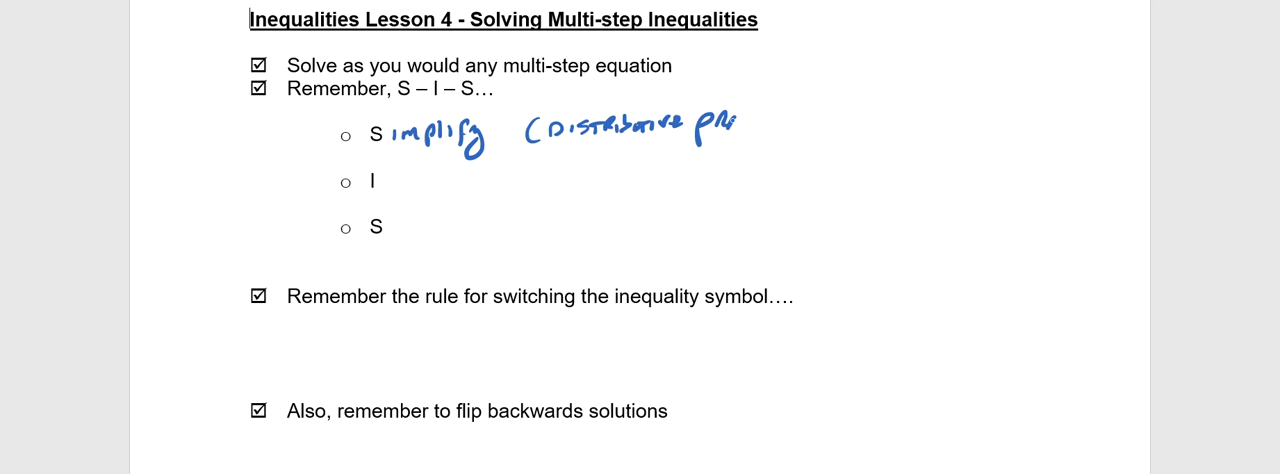 Inequalities Lesson 4 - Solving Multi-step Inequalities
☑ Solve as you would any multi-step equation
☑ Remember, S – I – S…
o Simplify (Distributive
o I
o S
☑ Remember the rule for switching the inequality symbol….
☑ Also, remember to flip backwards solutions